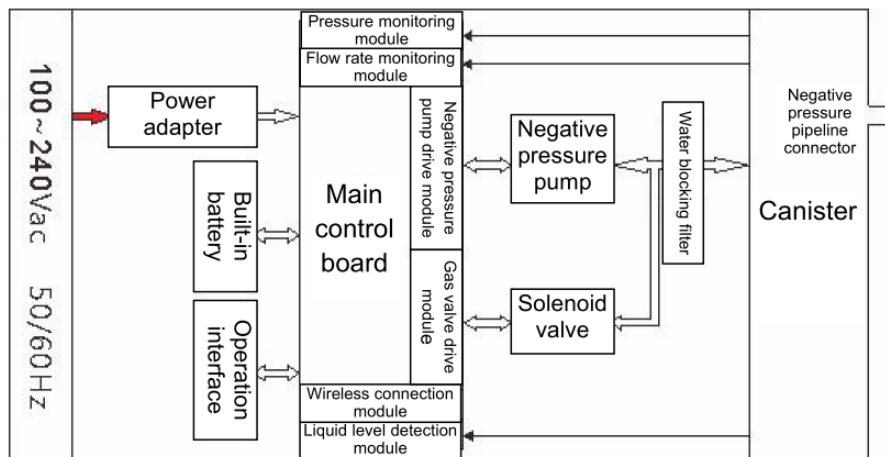 100~240Vac 50/60Hz
Power
adapter
Built-in
battery
Operation
interface
Pressure monitoring
module
Flow rate monitoring
module
Main
control
board
Negative pressure
pump drive module
Gas valve drive
module
Wireless connection
module
Liquid level detection
module
Negative
pressure
pump
Solenoid
valve
Water blocking filter
Negative
pressure
pipeline
connector
Canister